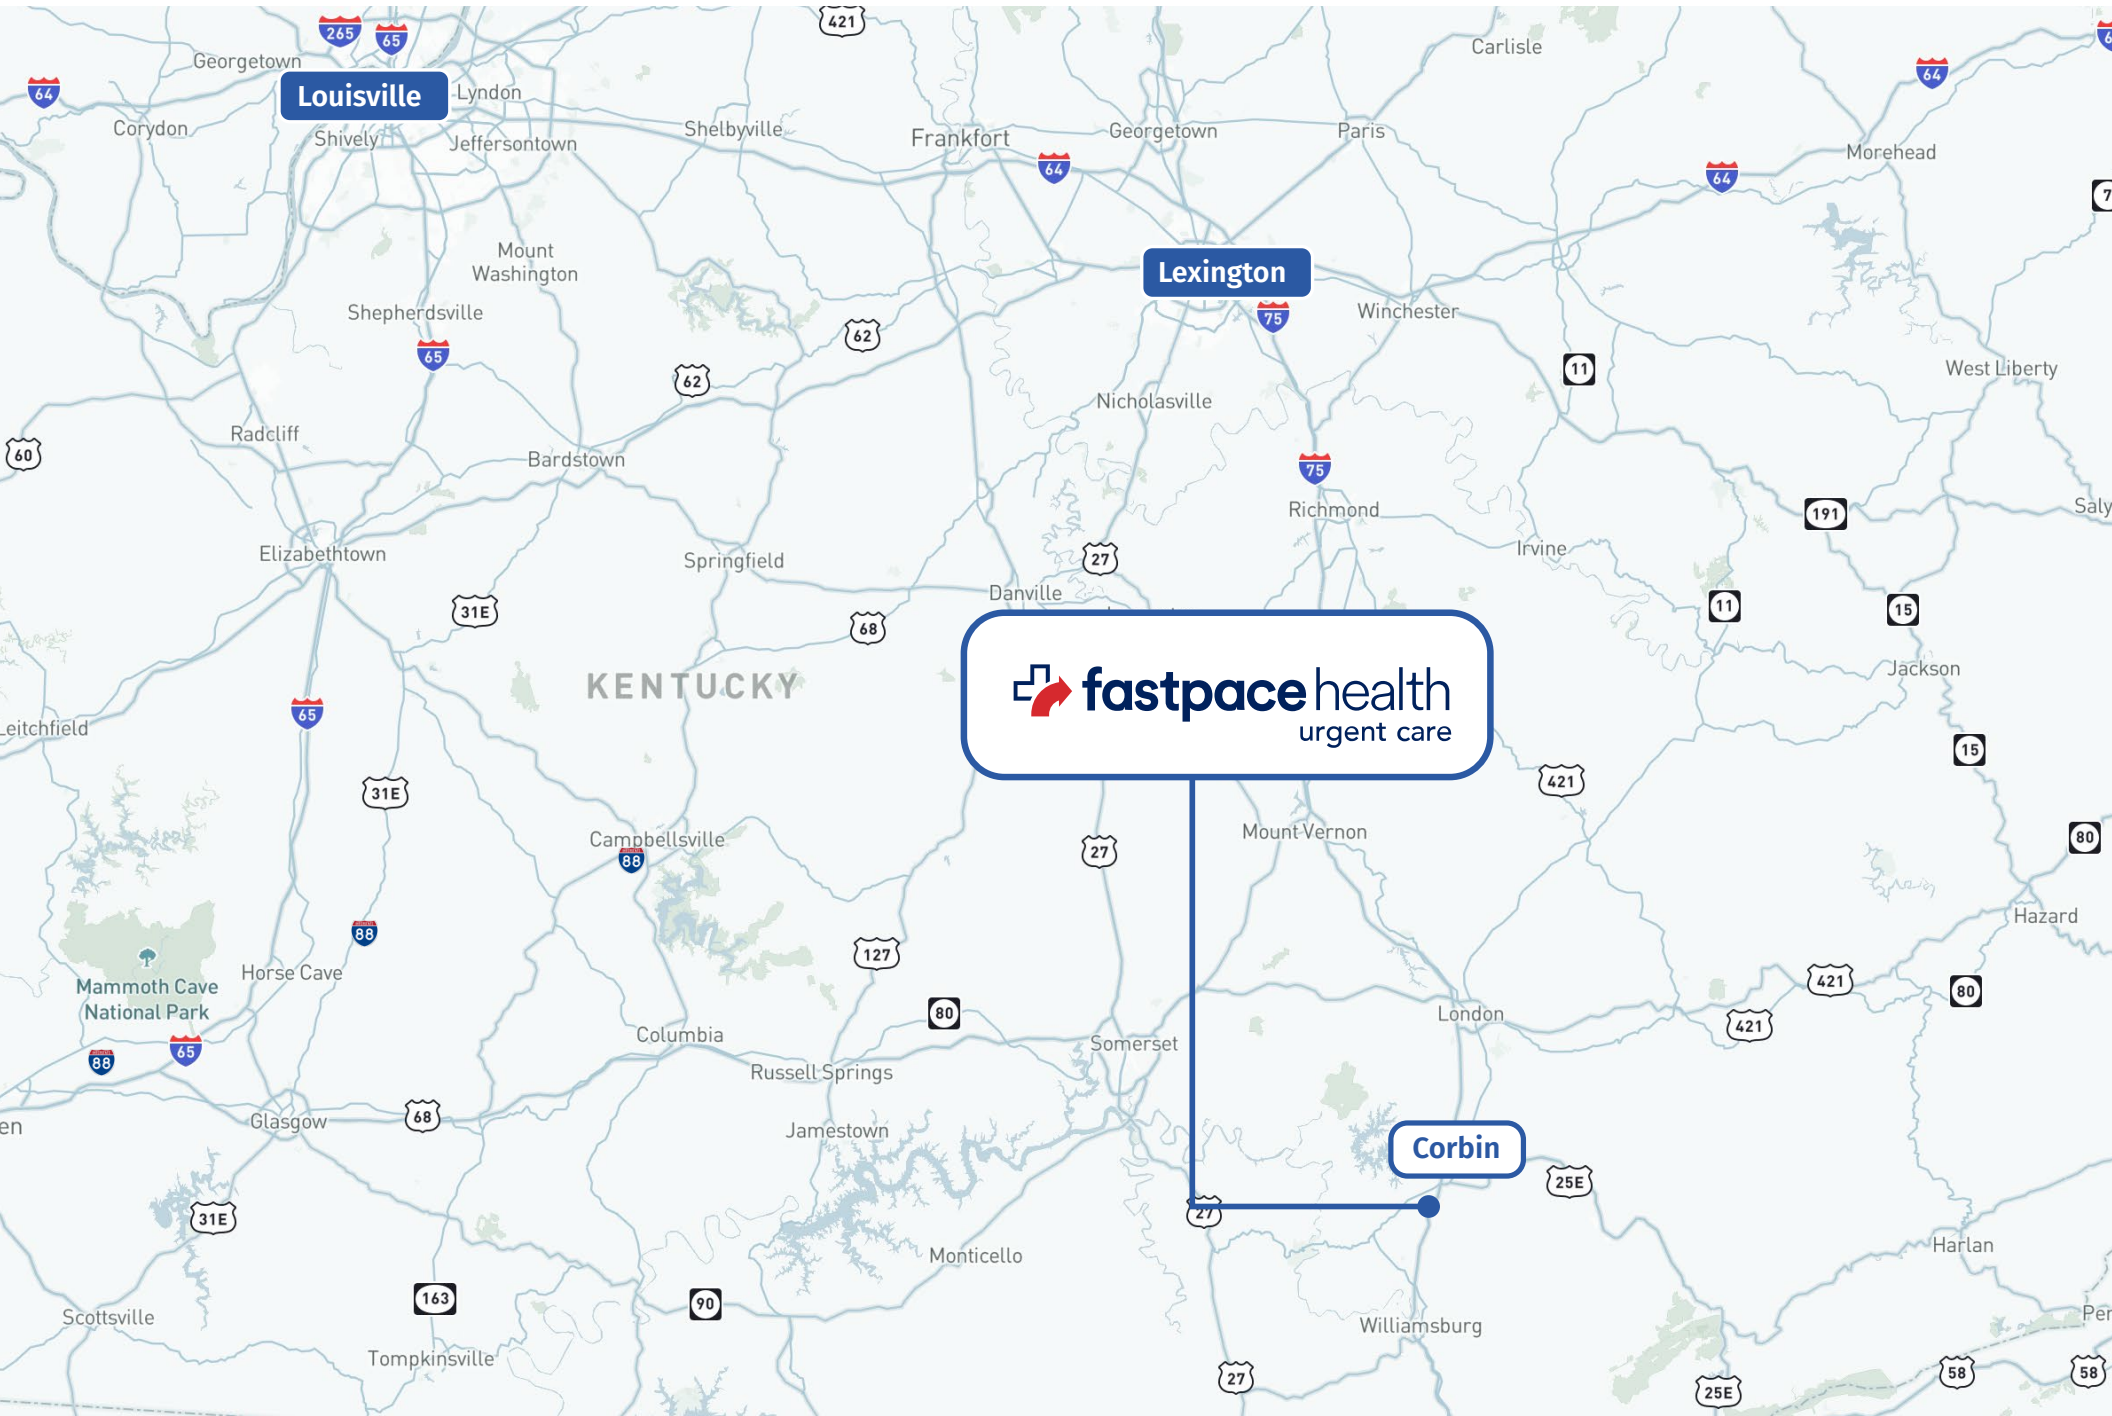 421
265
65
Carlisle
64
Georgetown
64
Louisville
Lyndon
Corydon
Shively
Jeffersontown
Shelbyville
Frankfort
Georgetown
Paris
Morehead
64
64
7
Mount
Washington
Lexington
Shepherdsville
75
Winchester
65
62
62
11
West Liberty
Nicholasville
Radcliff
60
Bardstown
75
Richmond
191
Saly
Elizabethtown
Springfield
27
Irvine
Danville
31E
68
11
15
KENTUCKY
fastpace health
urgent care
Jackson
65
Leitchfield
15
31E
421
Campbellsville
88
27
Mount Vernon
80
88
127
Hazard
Mammoth Cave
National Park
Horse Cave
421
80
80
London
421
Columbia
Somerset
88
65
Russell Springs
Glasgow
68
en
Jamestown
Corbin
25E
31E
27
Monticello
Harlan
163
90
Scottsville
Williamsburg
Per
Tompkinsville
27
58
58
25E